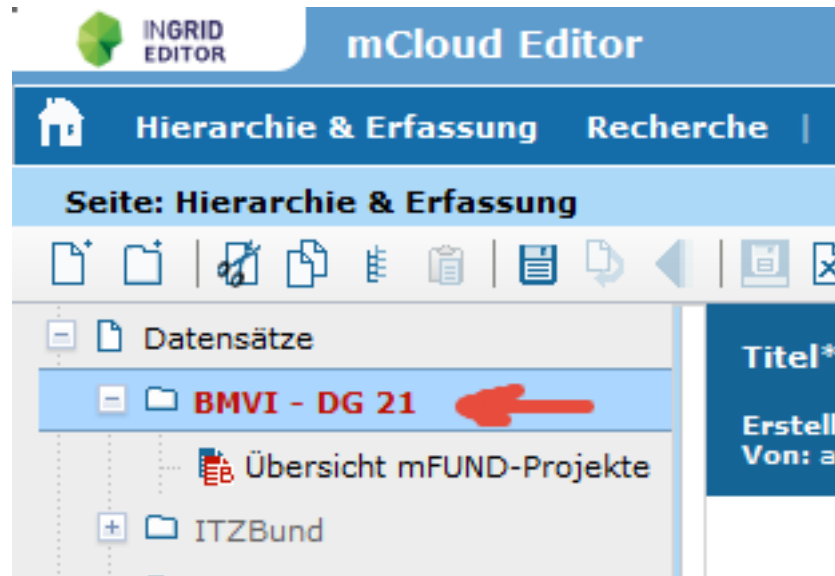 INGRID
EDITOR
mCloud Editor
Hierarchie & Erfassung Recherche |
Seite: Hierarchie & Erfassung
Datensätze
Titel*
BMVI - DG 21
Übersicht mFUND-Projekte
Von: a
ITZBund